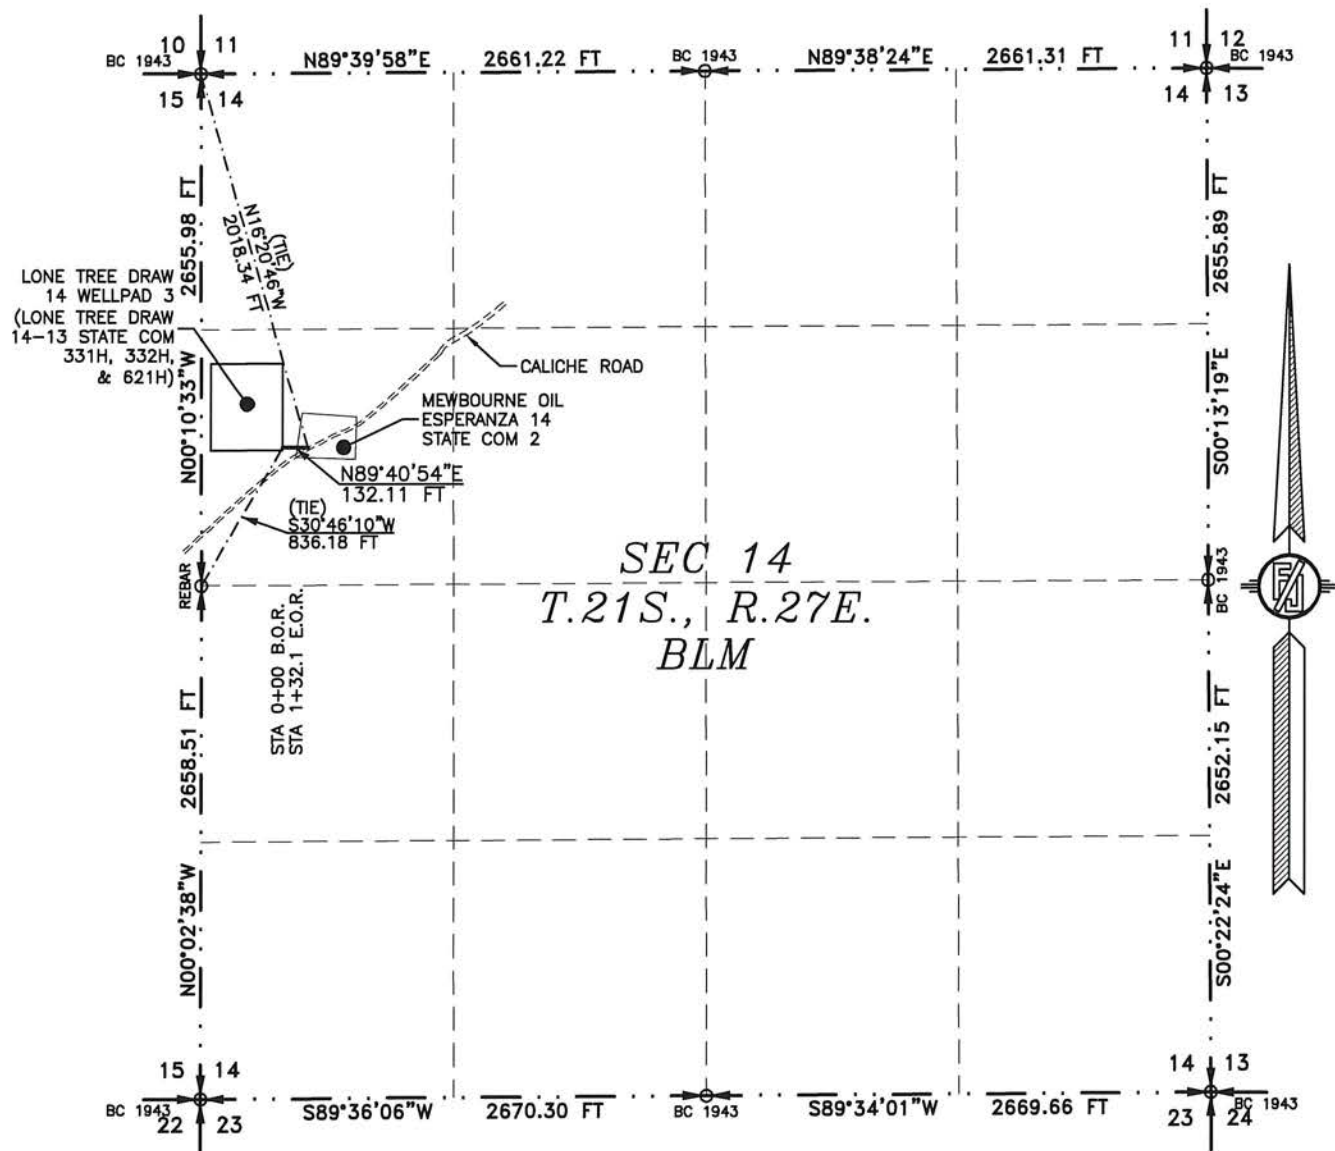 10 11
BC 1943
15 14
N89°39'58"E 2661.22 FT
BC 1943
N89°38'24"E 2661.31 FT
11 12
BC 1943
14 13
2655.98 FT
N00°10'33"W
(TIE)
N16°20'46"W
2018.34 FT
LONE TREE DRAW
14 WELLPAD 3
(LONE TREE DRAW
14-13 STATE COM
331H, 332H,
& 621H)
CALICHE ROAD
MEWBOURNE OIL
ESPERANZA 14
STATE COM 2
N89°40'54"E
132.11 FT
(TIE)
S30°46'10"W
836.18 FT
2655.89 FT
S00°13'19"E
REBAR
STA 0+00 B.O.R.
STA 1+32.1 E.O.R.
SEC 14
T.21S., R.27E.
BLM
BC 1943
2658.51 FT
N00°02'38"W
2652.15 FT
S00°22'24"E
15 14
BC 1943
22 23
S89°36'06"W 2670.30 FT
BC 1943
S89°34'01"W 2669.66 FT
14 13
BC 1943
23 24